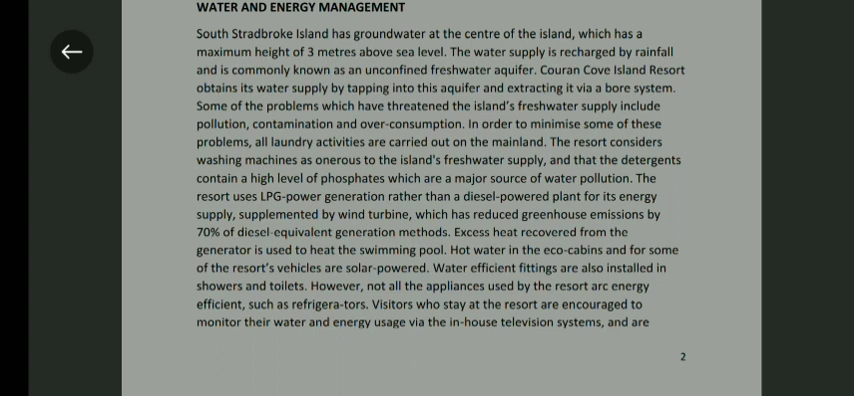 WATER AND ENERGY MANAGEMENT
South Stradbroke Island has groundwater at the centre of the island, which has a
maximum height of 3 metres above sea level. The water supply is recharged by rainfall
and is commonly known as an unconfined freshwater aquifer. Couran Cove Island Resort
obtains its water supply by tapping into this aquifer and extracting it via a bore system.
Some of the problems which have threatened the island's freshwater supply include
pollution, contamination and over-consumption. In order to minimise some of these
problems, all laundry activities are carried out on the mainland. The resort considers
washing machines as onerous to the island's freshwater supply, and that the detergents
contain a high level of phosphates which are a major source of water pollution. The
resort uses LPG-power generation rather than a diesel-powered plant for its energy
supply, supplemented by wind turbine, which has reduced greenhouse emissions by
70% of diesel-equivalent generation methods. Excess heat recovered from the
generator is used to heat the swimming pool. Hot water in the eco-cabins and for some
of the resort's vehicles are solar-powered. Water efficient fittings are also installed in
showers and toilets. However, not all the appliances used by the resort arc energy
efficient, such as refrigera-tors. Visitors who stay at the resort are encouraged to
monitor their water and energy usage via the in-house television systems, and are
2